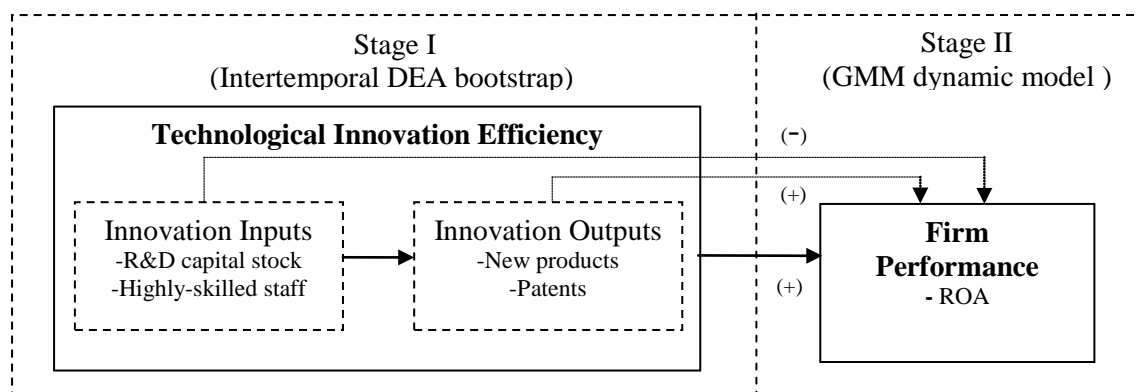 Stage I
(Intertemporal DEA bootstrap)
Stage II
(GMM dynamic model )
Technological Innovation Efficiency
(-)
(+)
Innovation Inputs
-R&D capital stock
-Highly-skilled staff
Innovation Outputs
-New products
-Patents
(+)
Firm
Performance
- ROA